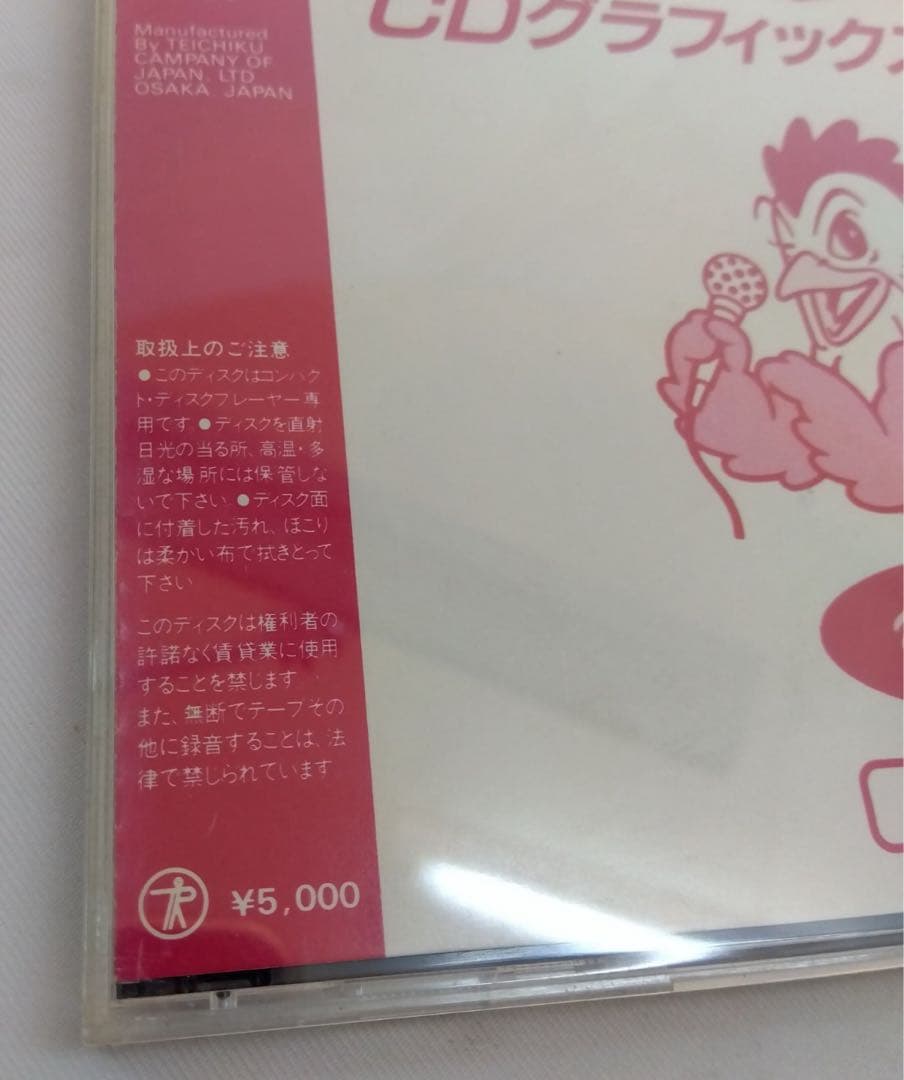 Manufactured
By TEICHIKU
COMPANY OF
JAPAN, LTD
OSAKA JAPAN
CDグラフィック
取扱上のご注意
●このディスクはコンパク
ト・ディスクプレーヤー専
用です ●ディスクを直射
日光の当る所、高温・多
湿な場所には保管しな
いで下さい ●ディスク面
に付着した汚れ、ほこり
は柔かい布で拭きとって
下さい
このディスクは権利者の
許諾なく賃貸業に使用
することを禁じます
また、無断でテープその
他に録音することは、法
律で禁じられています
¥5,000